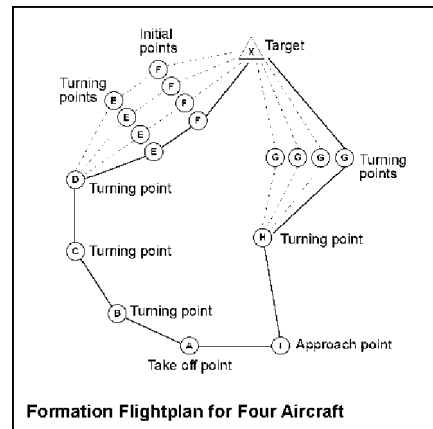 Initial
points
Target
X
F
F
F
F
Turning
points
E
E
E
E
G
G
G
G
Turning
points
D
Turning point
H
Turning point
C
Turning point
B
Turning point
A
Take off point
I
Approach point
Formation Flightplan for Four Aircraft